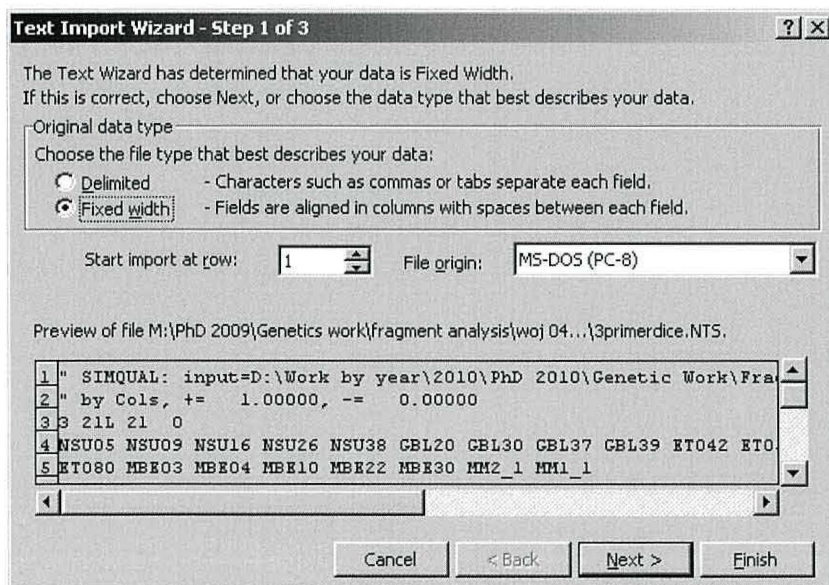 Text Import Wizard - Step 1 of 3
The Text Wizard has determined that your data is Fixed Width.
If this is correct, choose Next, or choose the data type that best describes your data.
Original data type
Choose the file type that best describes your data:
Delimited - Characters such as commas or tabs separate each field.
Fixed width - Fields are aligned in columns with spaces between each field.
Start import at row: 1 File origin: MS-DOS (PC-8)
Preview of file M:\PhD 2009\Genetics work\fragment analysis\woj 04...\3primerdice.NTS.
1 " SIMQUAL: input=D:\Work by year\2010\PhD 2010\Genetic Work\Fra
2 " by Cols, += 1.00000, -= 0.00000
3 3 21L 21 0
4 NSU05 NSU09 NSU16 NSU26 NSU38 GBL20 GBL30 GBL37 GBL39 ET042 ET0
5 ET080 MBE03 MBE04 MBE10 MBE22 MBE30 MM2_1 MM1_1
Cancel < Back Next > Finish